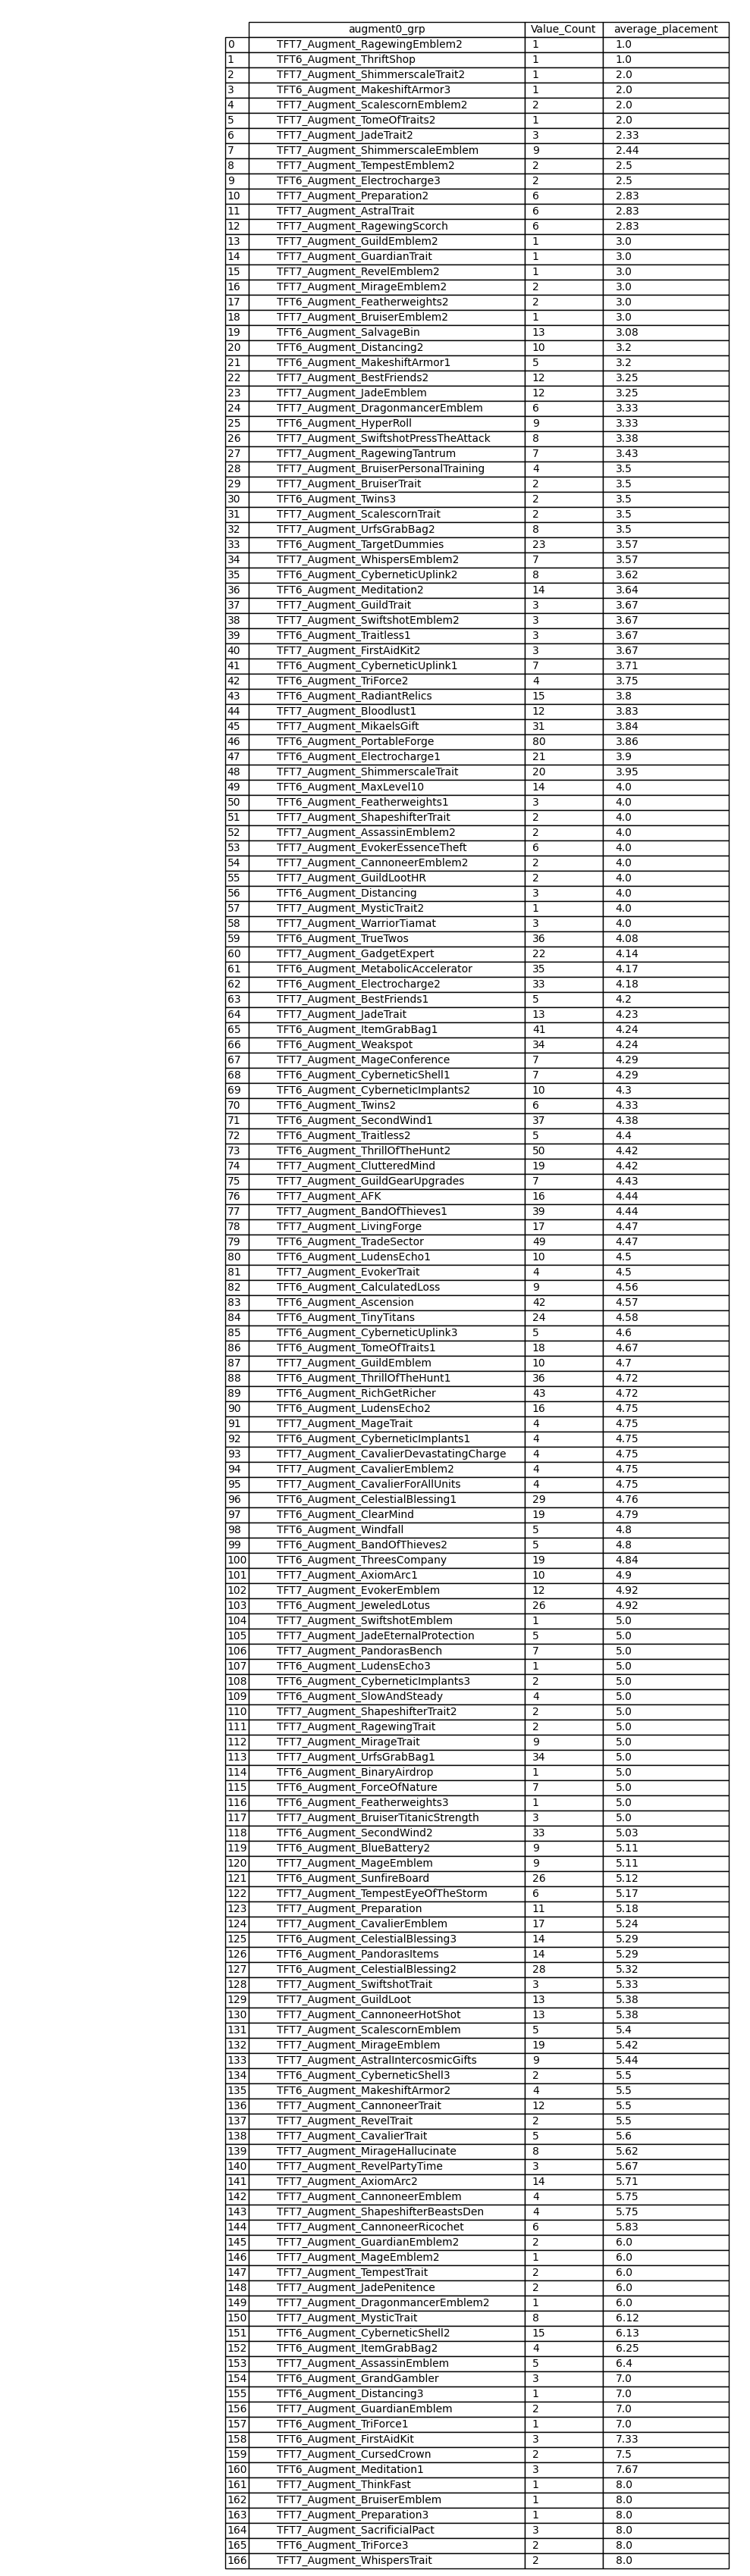 augment0_grp Value_Count average_placement
0 TFT7_Augment_RagewingEmblem2 1 1.0
1 TFT6_Augment_ThriftShop 1 1.0
2 TFT7_Augment_ShimmerscaleTrait2 1 2.0
3 TFT6_Augment_MakeshiftArmor3 1 2.0
4 TFT7_Augment_ScalescornEmblem2 2 2.0
5 TFT7_Augment_TomeOfTraits2 1 2.0
6 TFT7_Augment_JadeTrait2 3 2.33
7 TFT7_Augment_ShimmerscaleEmblem 9 2.44
8 TFT7_Augment_TempestEmblem2 2 2.5
9 TFT6_Augment_Electrocharge3 2 2.5
10 TFT7_Augment_Preparation2 6 2.83
11 TFT7_Augment_AstralTrait 6 2.83
12 TFT7_Augment_RagewingScorch 6 2.83
13 TFT7_Augment_GuildEmblem2 1 3.0
14 TFT7_Augment_GuardianTrait 1 3.0
15 TFT7_Augment_RevelEmblem2 1 3.0
16 TFT7_Augment_MirageEmblem2 2 3.0
17 TFT6_Augment_Featherweights2 2 3.0
18 TFT7_Augment_BruiserEmblem2 1 3.0
19 TFT6_Augment_SalvageBin 13 3.08
20 TFT6_Augment_Distancing2 10 3.2
21 TFT6_Augment_MakeshiftArmor1 5 3.2
22 TFT7_Augment_BestFriends2 12 3.25
23 TFT7_Augment_JadeEmblem 12 3.25
24 TFT7_Augment_DragonmancerEmblem 6 3.33
25 TFT6_Augment_HyperRoll 9 3.33
26 TFT7_Augment_SwiftshotPressTheAttack 8 3.38
27 TFT7_Augment_RagewingTantrum 7 3.43
28 TFT7_Augment_BruiserPersonalTraining 4 3.5
29 TFT7_Augment_BruiserTrait 2 3.5
30 TFT6_Augment_Twins3 2 3.5
31 TFT7_Augment_ScalescornTrait 2 3.5
32 TFT7_Augment_UrfsGrabBag2 8 3.5
33 TFT6_Augment_TargetDummies 23 3.57
34 TFT7_Augment_WhispersEmblem2 7 3.57
35 TFT6_Augment_CyberneticUplink2 8 3.62
36 TFT6_Augment_Meditation2 14 3.64
37 TFT7_Augment_GuildTrait 3 3.67
38 TFT7_Augment_SwiftshotEmblem2 3 3.67
39 TFT6_Augment_Traitless1 3 3.67
40 TFT7_Augment_FirstAidKit2 3 3.67
41 TFT6_Augment_CyberneticUplink1 7 3.71
42 TFT6_Augment_TriForce2 4 3.75
43 TFT6_Augment_RadiantRelics 15 3.8
44 TFT7_Augment_Bloodlust1 12 3.83
45 TFT7_Augment_MikaelsGift 31 3.84
46 TFT6_Augment_PortableForge 80 3.86
47 TFT6_Augment_Electrocharge1 21 3.9
48 TFT7_Augment_ShimmerscaleTrait 20 3.95
49 TFT6_Augment_MaxLevel10 14 4.0
50 TFT6_Augment_Featherweights1 3 4.0
51 TFT7_Augment_ShapeshifterTrait 2 4.0
52 TFT7_Augment_AssassinEmblem2 2 4.0
53 TFT7_Augment_EvokerEssenceTheft 6 4.0
54 TFT7_Augment_CannoneerEmblem2 2 4.0
55 TFT7_Augment_GuildLootHR 2 4.0
56 TFT6_Augment_Distancing 3 4.0
57 TFT7_Augment_MysticTrait2 1 4.0
58 TFT7_Augment_WarriorTiamat 3 4.0
59 TFT6_Augment_TrueTwos 36 4.08
60 TFT7_Augment_GadgetExpert 22 4.14
61 TFT6_Augment_MetabolicAccelerator 35 4.17
62 TFT6_Augment_Electrocharge2 33 4.18
63 TFT7_Augment_BestFriends1 5 4.2
64 TFT7_Augment_JadeTrait 13 4.23
65 TFT6_Augment_ItemGrabBag1 41 4.24
66 TFT6_Augment_Weakspot 34 4.24
67 TFT7_Augment_MageConference 7 4.29
68 TFT6_Augment_CyberneticShell1 7 4.29
69 TFT6_Augment_CyberneticImplants2 10 4.3
70 TFT6_Augment_Twins2 6 4.33
71 TFT6_Augment_SecondWind1 37 4.38
72 TFT6_Augment_Traitless2 5 4.4
73 TFT6_Augment_ThrillOfTheHunt2 50 4.42
74 TFT7_Augment_ClutteredMind 19 4.42
75 TFT7_Augment_GuildGearUpgrades 7 4.43
76 TFT7_Augment_AFK 16 4.44
77 TFT7_Augment_BandOfThieves1 39 4.44
78 TFT7_Augment_LivingForge 17 4.47
79 TFT6_Augment_TradeSector 49 4.47
80 TFT6_Augment_LudensEcho1 10 4.5
81 TFT7_Augment_EvokerTrait 4 4.5
82 TFT6_Augment_CalculatedLoss 9 4.56
83 TFT6_Augment_Ascension 42 4.57
84 TFT6_Augment_TinyTitans 24 4.58
85 TFT6_Augment_CyberneticUplink3 5 4.6
86 TFT6_Augment_TomeOfTraits1 18 4.67
87 TFT7_Augment_GuildEmblem 10 4.7
88 TFT6_Augment_ThrillOfTheHunt1 36 4.72
89 TFT6_Augment_RichGetRicher 43 4.72
90 TFT6_Augment_LudensEcho2 16 4.75
91 TFT7_Augment_MageTrait 4 4.75
92 TFT6_Augment_CyberneticImplants1 4 4.75
93 TFT7_Augment_CavalierDevastatingCharge 4 4.75
94 TFT7_Augment_CavalierEmblem2 4 4.75
95 TFT7_Augment_CavalierForAllUnits 4 4.75
96 TFT6_Augment_CelestialBlessing1 29 4.76
97 TFT6_Augment_ClearMind 19 4.79
98 TFT6_Augment_Windfall 5 4.8
99 TFT6_Augment_BandOfThieves2 5 4.8
100 TFT6_Augment_ThreesCompany 19 4.84
101 TFT7_Augment_AxiomArc1 10 4.9
102 TFT7_Augment_EvokerEmblem 12 4.92
103 TFT6_Augment_JeweledLotus 26 4.92
104 TFT7_Augment_SwiftshotEmblem 1 5.0
105 TFT7_Augment_JadeEternalProtection 5 5.0
106 TFT7_Augment_PandorasBench 7 5.0
107 TFT6_Augment_LudensEcho3 1 5.0
108 TFT6_Augment_CyberneticImplants3 2 5.0
109 TFT6_Augment_SlowAndSteady 4 5.0
110 TFT7_Augment_ShapeshifterTrait2 2 5.0
111 TFT7_Augment_RagewingTrait 2 5.0
112 TFT7_Augment_MirageTrait 9 5.0
113 TFT7_Augment_UrfsGrabBag1 34 5.0
114 TFT6_Augment_BinaryAirdrop 1 5.0
115 TFT6_Augment_ForceOfNature 7 5.0
116 TFT6_Augment_Featherweights3 1 5.0
117 TFT7_Augment_BruiserTitanicStrength 3 5.0
118 TFT6_Augment_SecondWind2 33 5.03
119 TFT6_Augment_BlueBattery2 9 5.11
120 TFT7_Augment_MageEmblem 9 5.11
121 TFT6_Augment_SunfireBoard 26 5.12
122 TFT7_Augment_TempestEyeOfTheStorm 6 5.17
123 TFT7_Augment_Preparation 11 5.18
124 TFT7_Augment_CavalierEmblem 17 5.24
125 TFT6_Augment_CelestialBlessing3 14 5.29
126 TFT6_Augment_PandorasItems 14 5.29
127 TFT6_Augment_CelestialBlessing2 28 5.32
128 TFT7_Augment_SwiftshotTrait 3 5.33
129 TFT7_Augment_GuildLoot 13 5.38
130 TFT7_Augment_CannoneerHotShot 13 5.38
131 TFT7_Augment_ScalescornEmblem 5 5.4
132 TFT7_Augment_MirageEmblem 19 5.42
133 TFT7_Augment_AstralIntercosmicGifts 9 5.44
134 TFT6_Augment_CyberneticShell3 2 5.5
135 TFT6_Augment_MakeshiftArmor2 4 5.5
136 TFT7_Augment_CannoneerTrait 12 5.5
137 TFT7_Augment_RevelTrait 2 5.5
138 TFT7_Augment_CavalierTrait 5 5.6
139 TFT7_Augment_MirageHallucinate 8 5.62
140 TFT7_Augment_RevelPartyTime 3 5.67
141 TFT7_Augment_AxiomArc2 14 5.71
142 TFT7_Augment_CannoneerEmblem 4 5.75
143 TFT7_Augment_ShapeshifterBeastsDen 4 5.75
144 TFT7_Augment_CannoneerRicochet 6 5.83
145 TFT7_Augment_GuardianEmblem2 2 6.0
146 TFT7_Augment_MageEmblem2 1 6.0
147 TFT7_Augment_TempestTrait 2 6.0
148 TFT7_Augment_JadePenitence 2 6.0
149 TFT7_Augment_DragonmancerEmblem2 1 6.0
150 TFT7_Augment_MysticTrait 8 6.12
151 TFT6_Augment_CyberneticShell2 15 6.13
152 TFT6_Augment_ItemGrabBag2 4 6.25
153 TFT7_Augment_AssassinEmblem 5 6.4
154 TFT6_Augment_GrandGambler 3 7.0
155 TFT6_Augment_Distancing3 1 7.0
156 TFT7_Augment_GuardianEmblem 2 7.0
157 TFT6_Augment_TriForce1 1 7.0
158 TFT6_Augment_FirstAidKit 3 7.33
159 TFT7_Augment_CursedCrown 2 7.5
160 TFT6_Augment_Meditation1 3 7.67
161 TFT7_Augment_ThinkFast 1 8.0
162 TFT7_Augment_BruiserEmblem 1 8.0
163 TFT7_Augment_Preparation3 1 8.0
164 TFT7_Augment_SacrificialPact 3 8.0
165 TFT6_Augment_TriForce3 2 8.0
166 TFT7_Augment_WhispersTrait 2 8.0